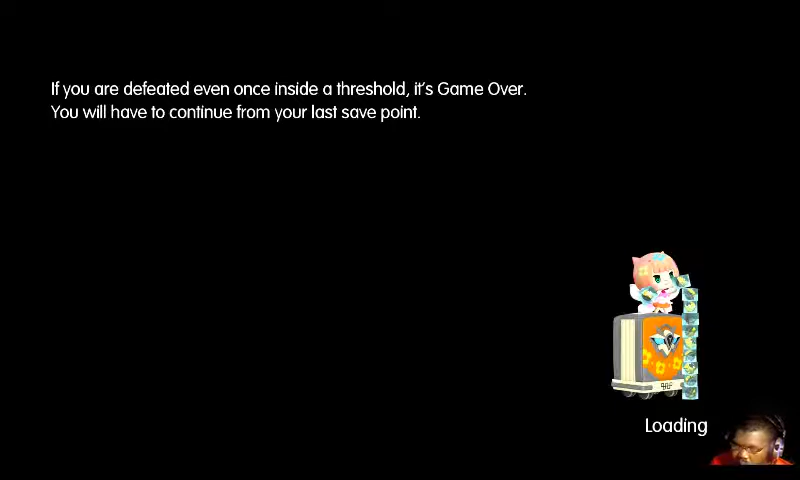 If you are defeated even once inside a threshold, it's Game Over.
You will have to continue from your last save point.
Loading